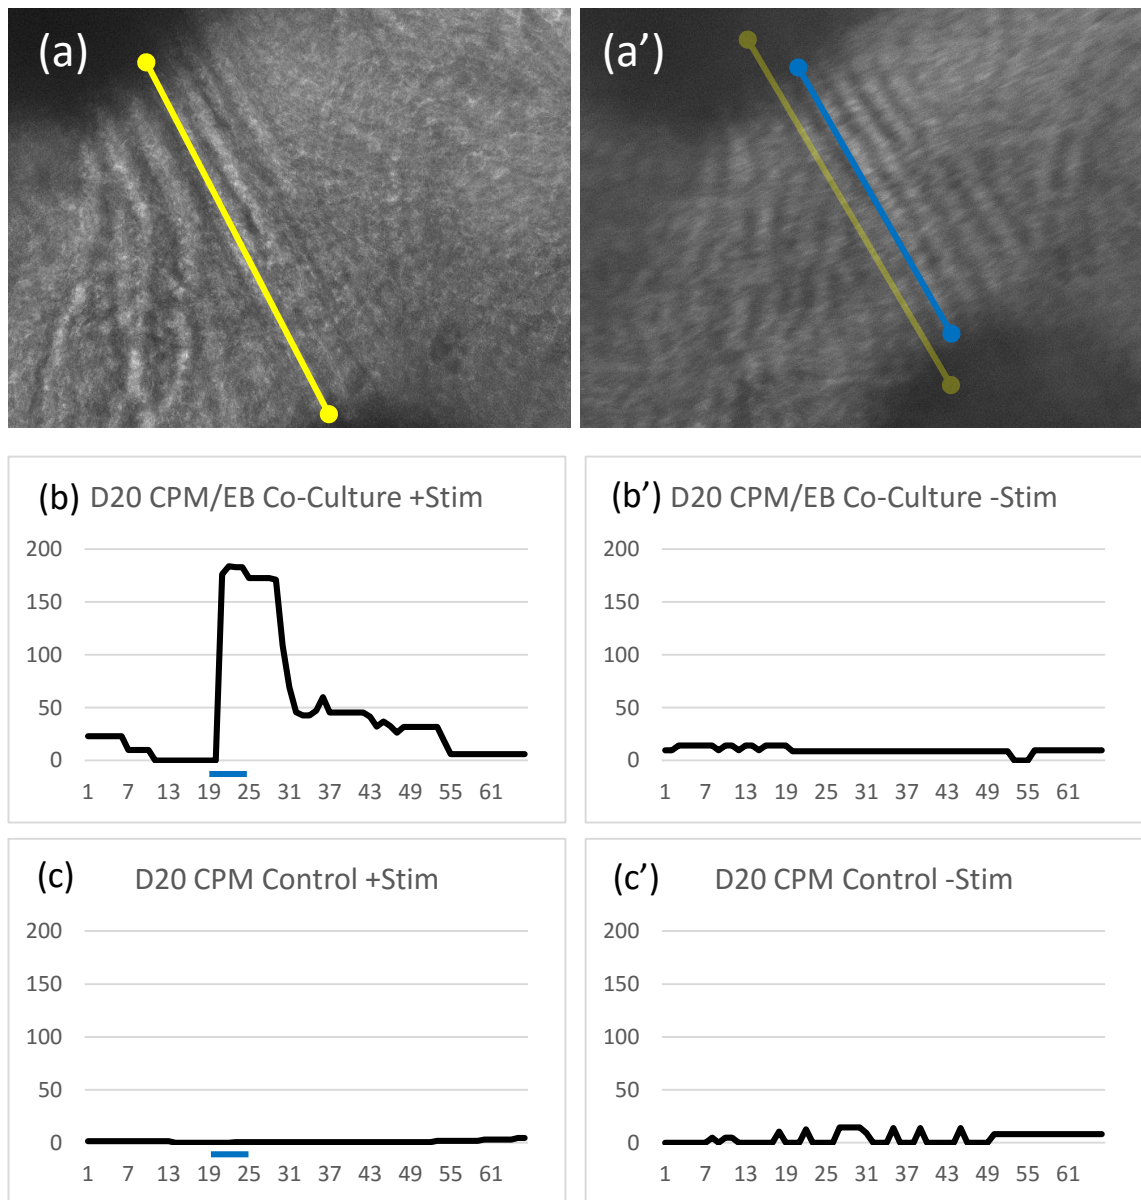 (a)
(a')
(b) D20 CPM/EB Co-Culture +Stim
200
150
100
50
0
1 7 13 19 25 31 37 43 49 55 61
(b') D20 CPM/EB Co-Culture -Stim
200
150
100
50
0
1 7 13 19 25 31 37 43 49 55 61
(c) D20 CPM Control +Stim
200
150
100
50
0
1 7 13 19 25 31 37 43 49 55 61
(c') D20 CPM Control -Stim
200
150
100
50
0
1 7 13 19 25 31 37 43 49 55 61